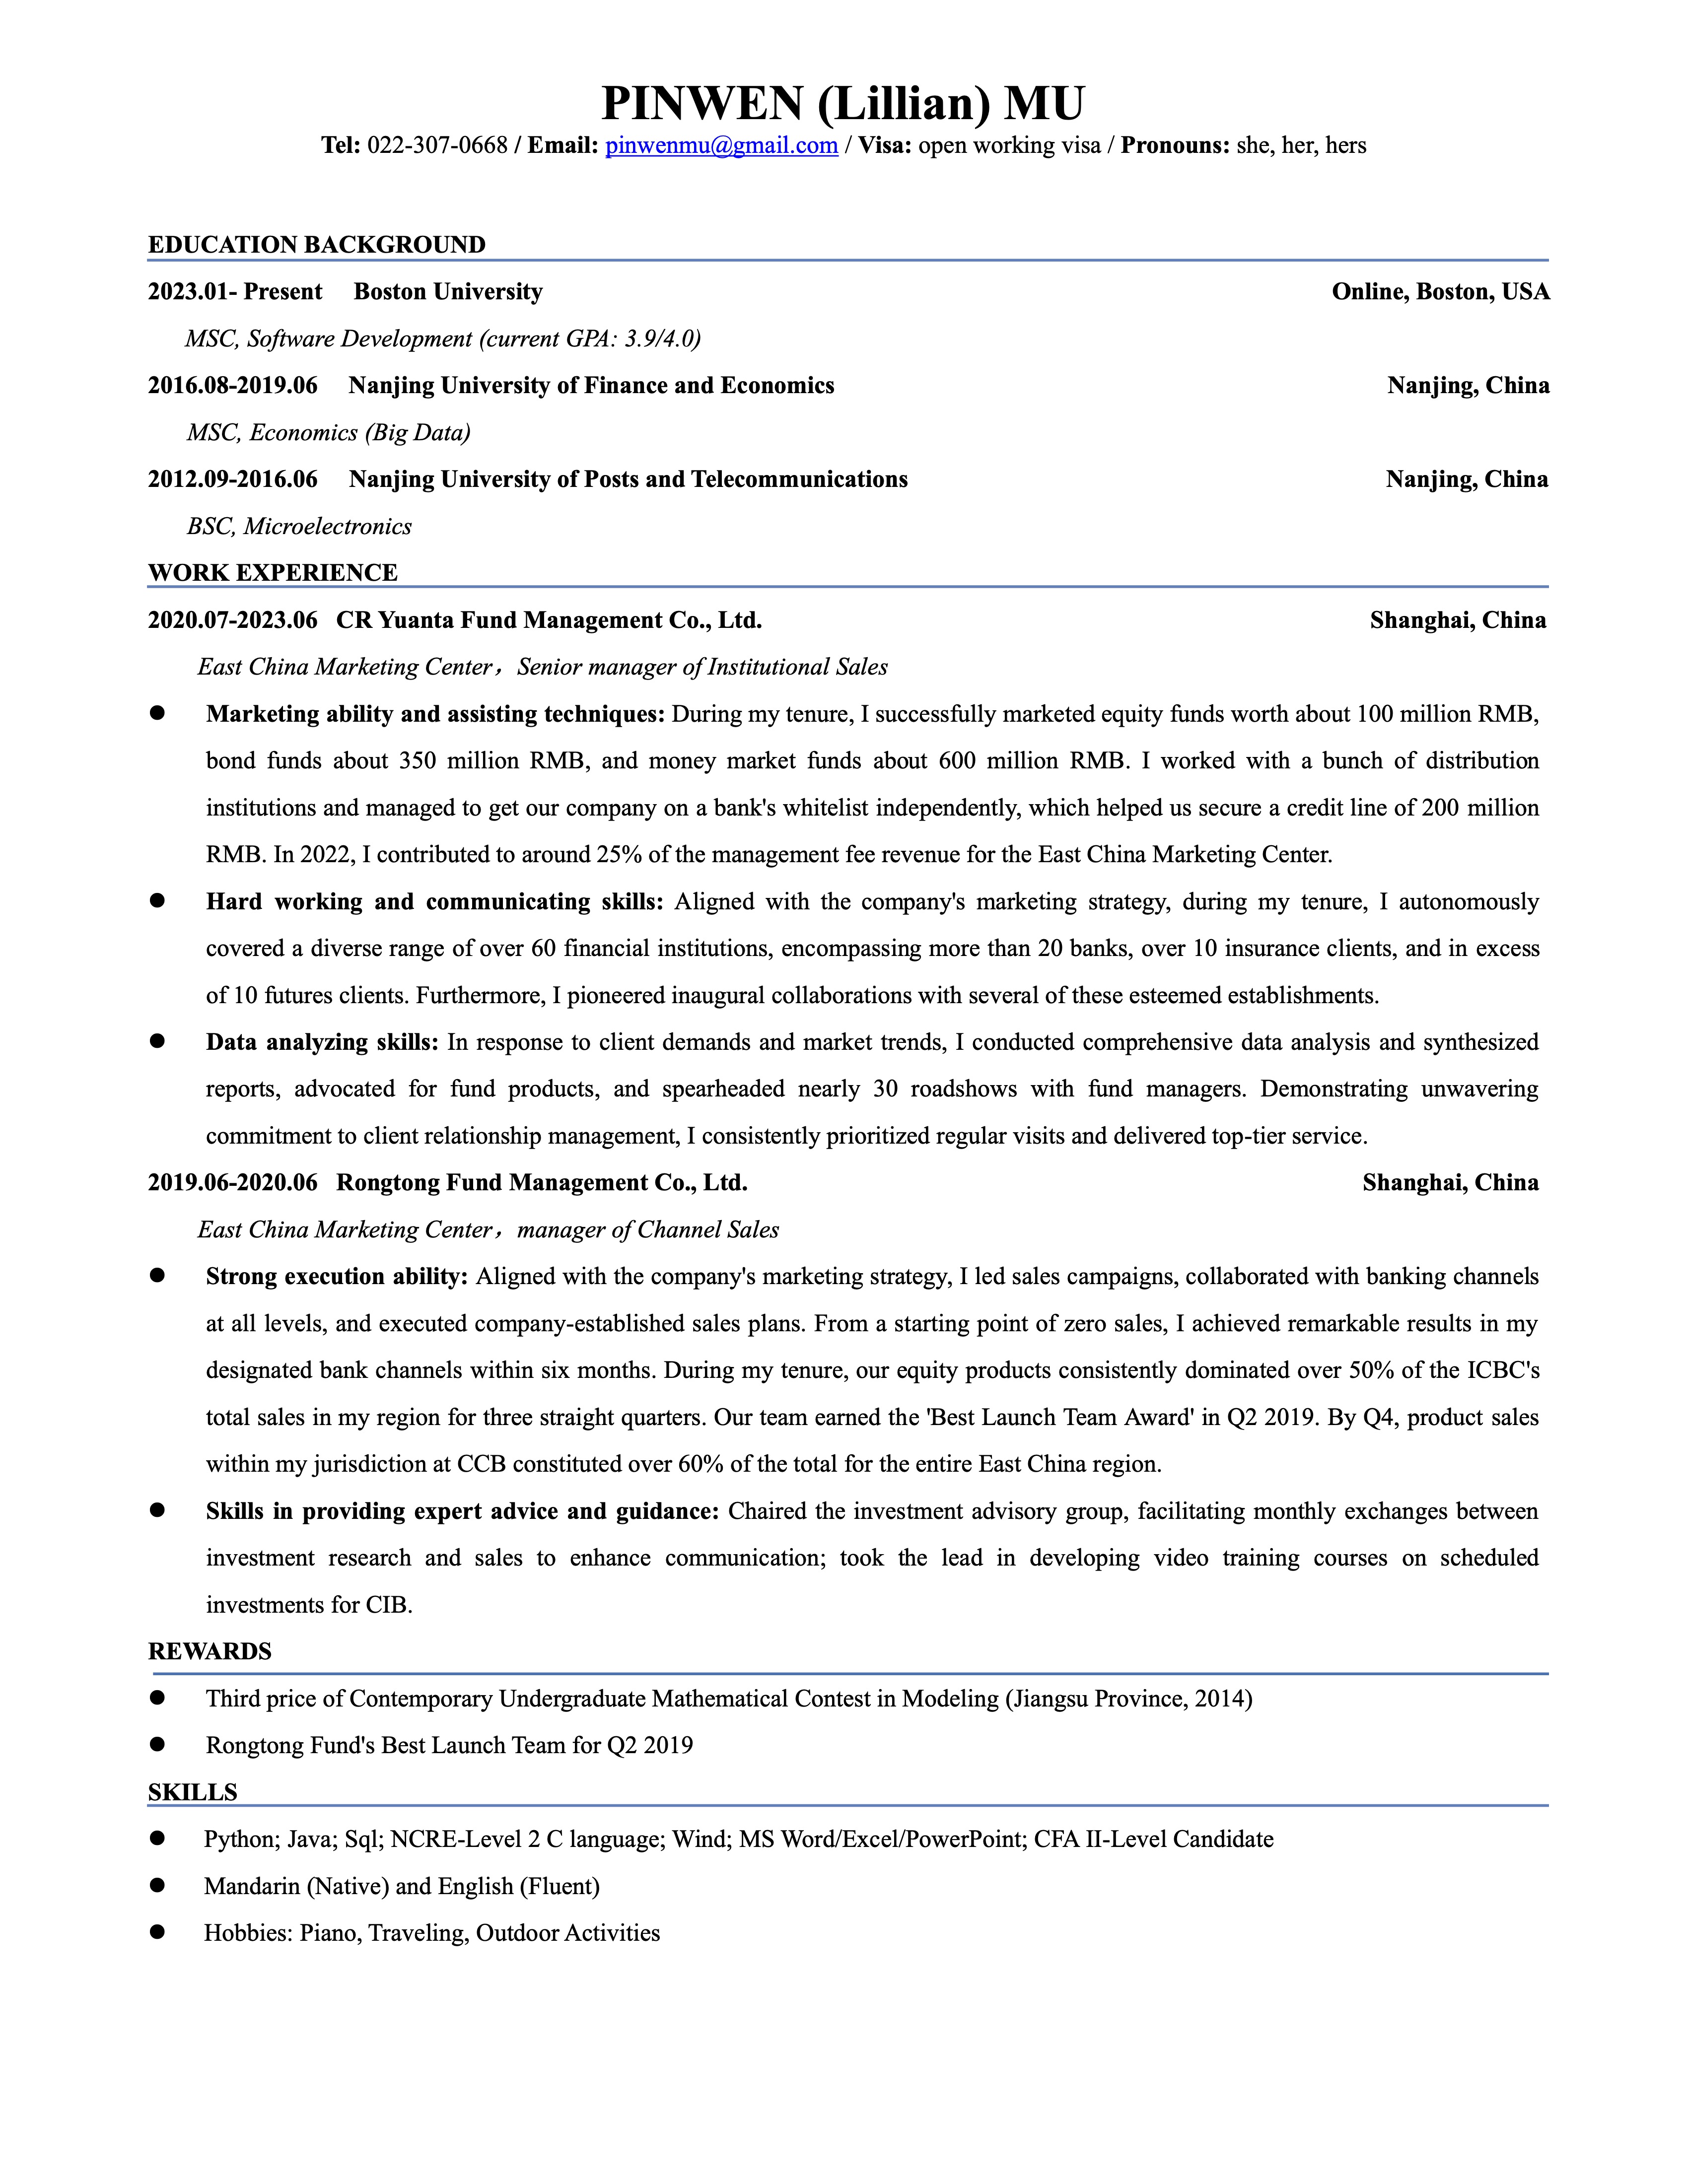 PINWEN (Lillian) MU
Tel: 022-307-0668 / Email: pinwenmu@gmail.com / Visa: open working visa / Pronouns: she, her, hers
EDUCATION BACKGROUND
2023.01- Present Boston University Online, Boston, USA
MSC, Software Development (current GPA: 3.9/4.0)
2016.08-2019.06 Nanjing University of Finance and Economics Nanjing, China
MSC, Economics (Big Data)
2012.09-2016.06 Nanjing University of Posts and Telecommunications Nanjing, China
BSC, Microelectronics
WORK EXPERIENCE
2020.07-2023.06 CR Yuanta Fund Management Co., Ltd. Shanghai, China
East China Marketing Center，Senior manager of Institutional Sales
● Marketing ability and assisting techniques: During my tenure, I successfully marketed equity funds worth about 100 million RMB,
bond funds about 350 million RMB, and money market funds about 600 million RMB. I worked with a bunch of distribution
institutions and managed to get our company on a bank's whitelist independently, which helped us secure a credit line of 200 million
RMB. In 2022, I contributed to around 25% of the management fee revenue for the East China Marketing Center.
● Hard working and communicating skills: Aligned with the company's marketing strategy, during my tenure, I autonomously
covered a diverse range of over 60 financial institutions, encompassing more than 20 banks, over 10 insurance clients, and in excess
of 10 futures clients. Furthermore, I pioneered inaugural collaborations with several of these esteemed establishments.
● Data analyzing skills: In response to client demands and market trends, I conducted comprehensive data analysis and synthesized
reports, advocated for fund products, and spearheaded nearly 30 roadshows with fund managers. Demonstrating unwavering
commitment to client relationship management, I consistently prioritized regular visits and delivered top-tier service.
2019.06-2020.06 Rongtong Fund Management Co., Ltd. Shanghai, China
East China Marketing Center，manager of Channel Sales
● Strong execution ability: Aligned with the company's marketing strategy, I led sales campaigns, collaborated with banking channels
at all levels, and executed company-established sales plans. From a starting point of zero sales, I achieved remarkable results in my
designated bank channels within six months. During my tenure, our equity products consistently dominated over 50% of the ICBC's
total sales in my region for three straight quarters. Our team earned the 'Best Launch Team Award' in Q2 2019. By Q4, product sales
within my jurisdiction at CCB constituted over 60% of the total for the entire East China region.
● Skills in providing expert advice and guidance: Chaired the investment advisory group, facilitating monthly exchanges between
investment research and sales to enhance communication; took the lead in developing video training courses on scheduled
investments for CIB.
REWARDS
● Third price of Contemporary Undergraduate Mathematical Contest in Modeling (Jiangsu Province, 2014)
● Rongtong Fund's Best Launch Team for Q2 2019
SKILLS
● Python; Java; Sql; NCRE-Level 2 C language; Wind; MS Word/Excel/PowerPoint; CFA II-Level Candidate
● Mandarin (Native) and English (Fluent)
● Hobbies: Piano, Traveling, Outdoor Activities